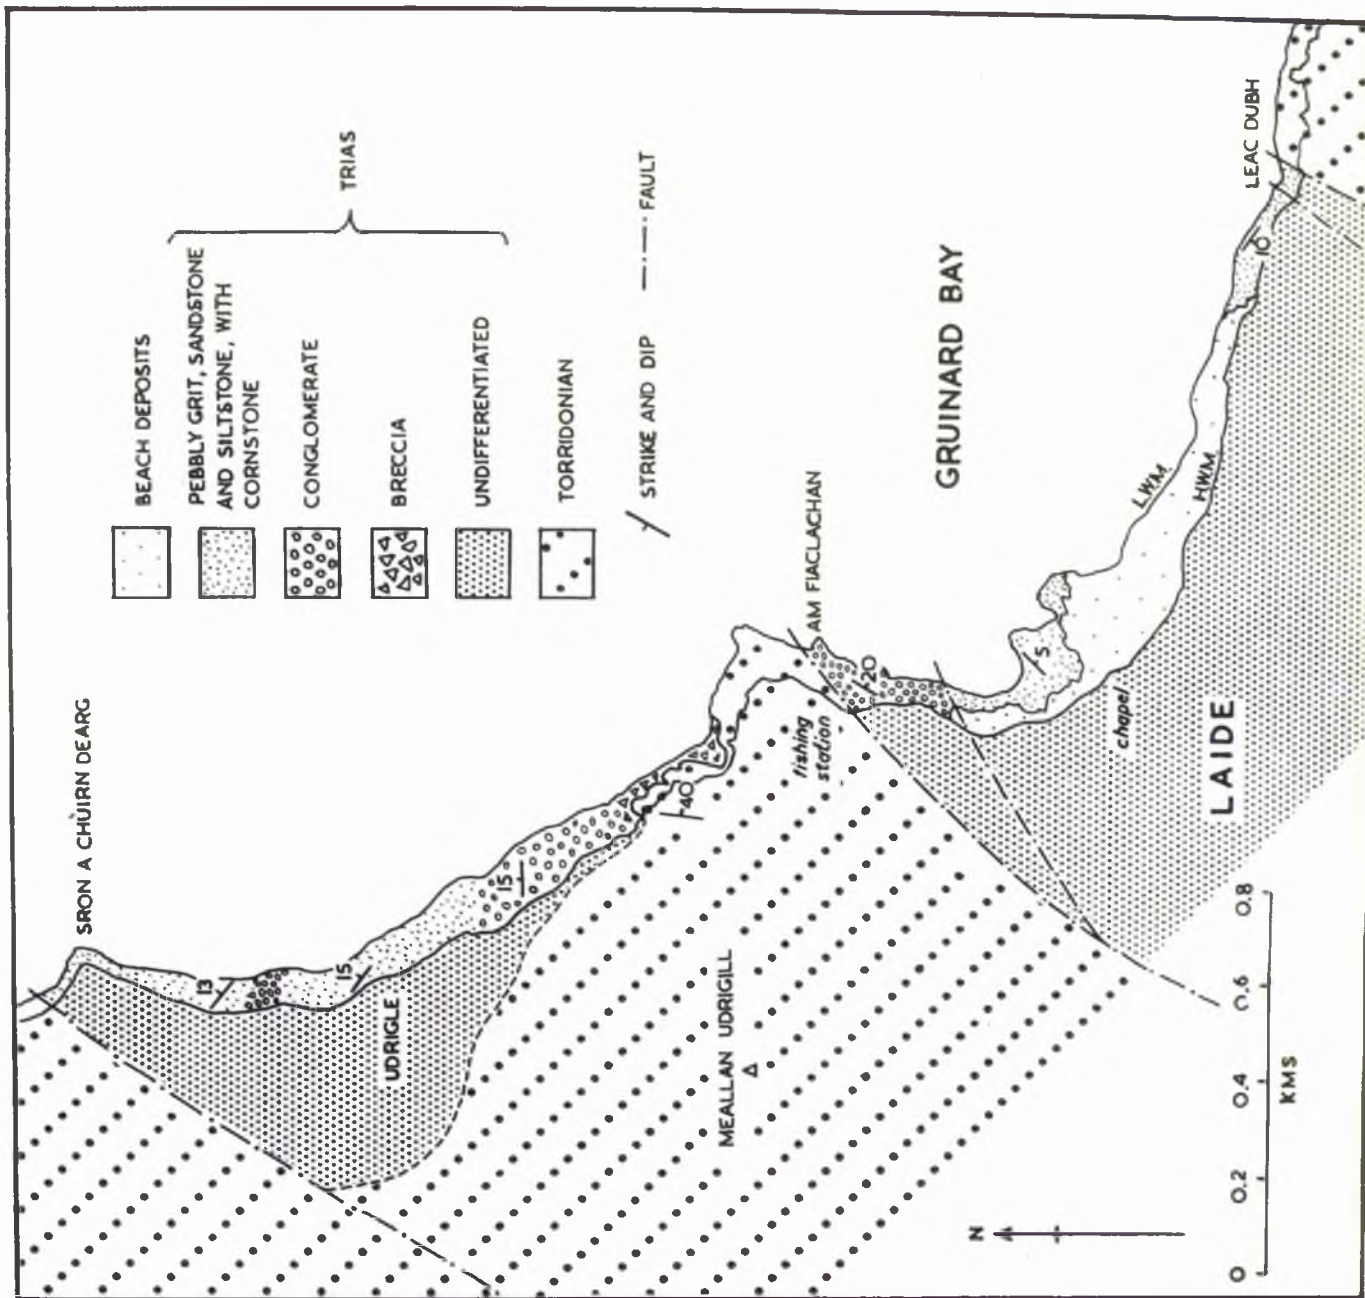 SRON A CHUIRN DEARG
BEACH DEPOSITS
PEBBLY GRIT, SANDSTONE
AND SILTSTONE, WITH
CORNSTONE
CONGLOMERATE
BRECCIA
UNDIFFERENTIATED
TORRIDONIAN
TRIAS
STRIKE AND DIP
FAULT
13
15
UDRIGLE
15
40
MEALLAN UDRIGILL
fishing
station
AM FIACLACHAN
20
GRUINARD BAY
5
chapel
LAIDE
LWM
HWM
10
LEAC DUBH
N
0
0.2
0.4
0.6
0.8
KMS